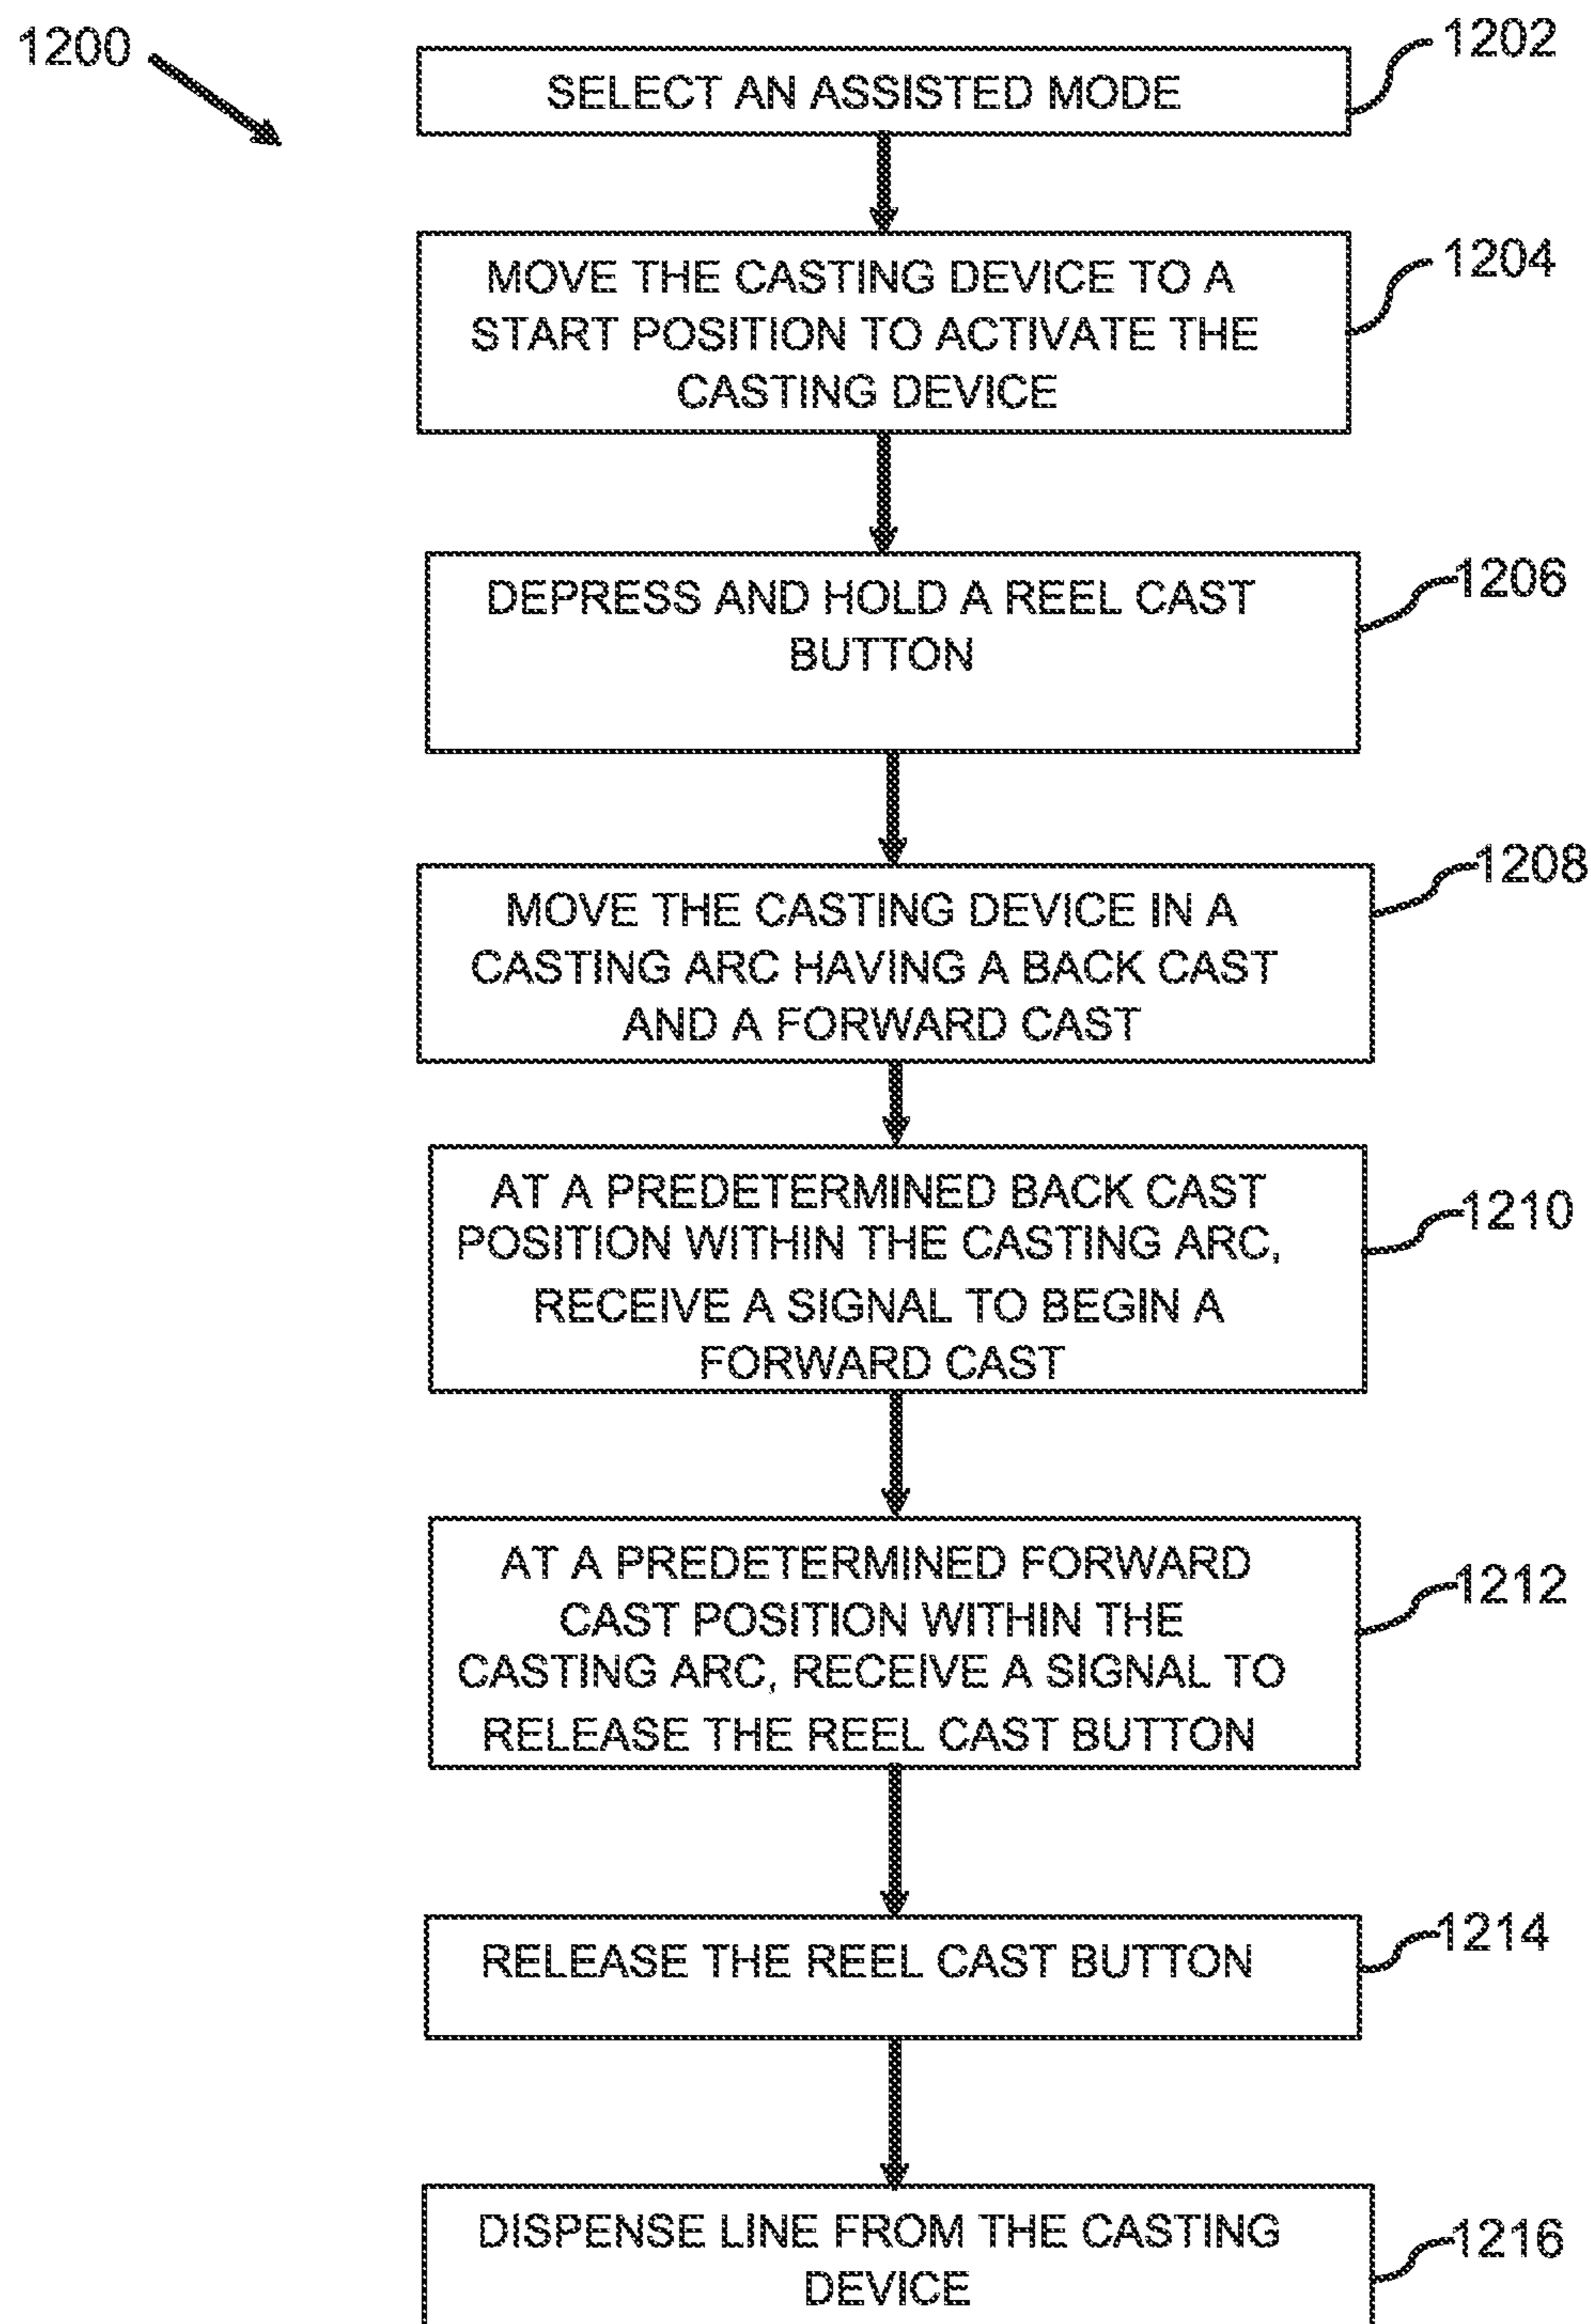 1200
SELECT AN ASSISTED MODE
1202
MOVE THE CASTING DEVICE TO A
START POSITION TO ACTIVATE THE
CASTING DEVICE
1204
DEPRESS AND HOLD A REEL CAST
BUTTON
1206
MOVE THE CASTING DEVICE IN A
CASTING ARC HAVING A BACK CAST
AND A FORWARD CAST
1208
AT A PREDETERMINED BACK CAST
POSITION WITHIN THE CASTING ARC,
RECEIVE A SIGNAL TO BEGIN A
FORWARD CAST
1210
AT A PREDETERMINED FORWARD
CAST POSITION WITHIN THE
CASTING ARC, RECEIVE A SIGNAL TO
RELEASE THE REEL CAST BUTTON
1212
RELEASE THE REEL CAST BUTTON
1214
DISPENSE LINE FROM THE CASTING
DEVICE
1216